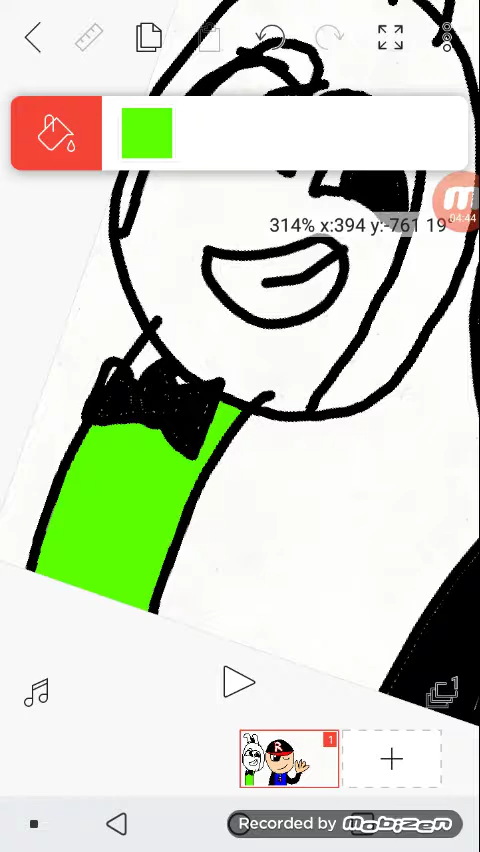 04:44
314% x:394 y:-761 19°
1
1
R
Recorded by Mobizen